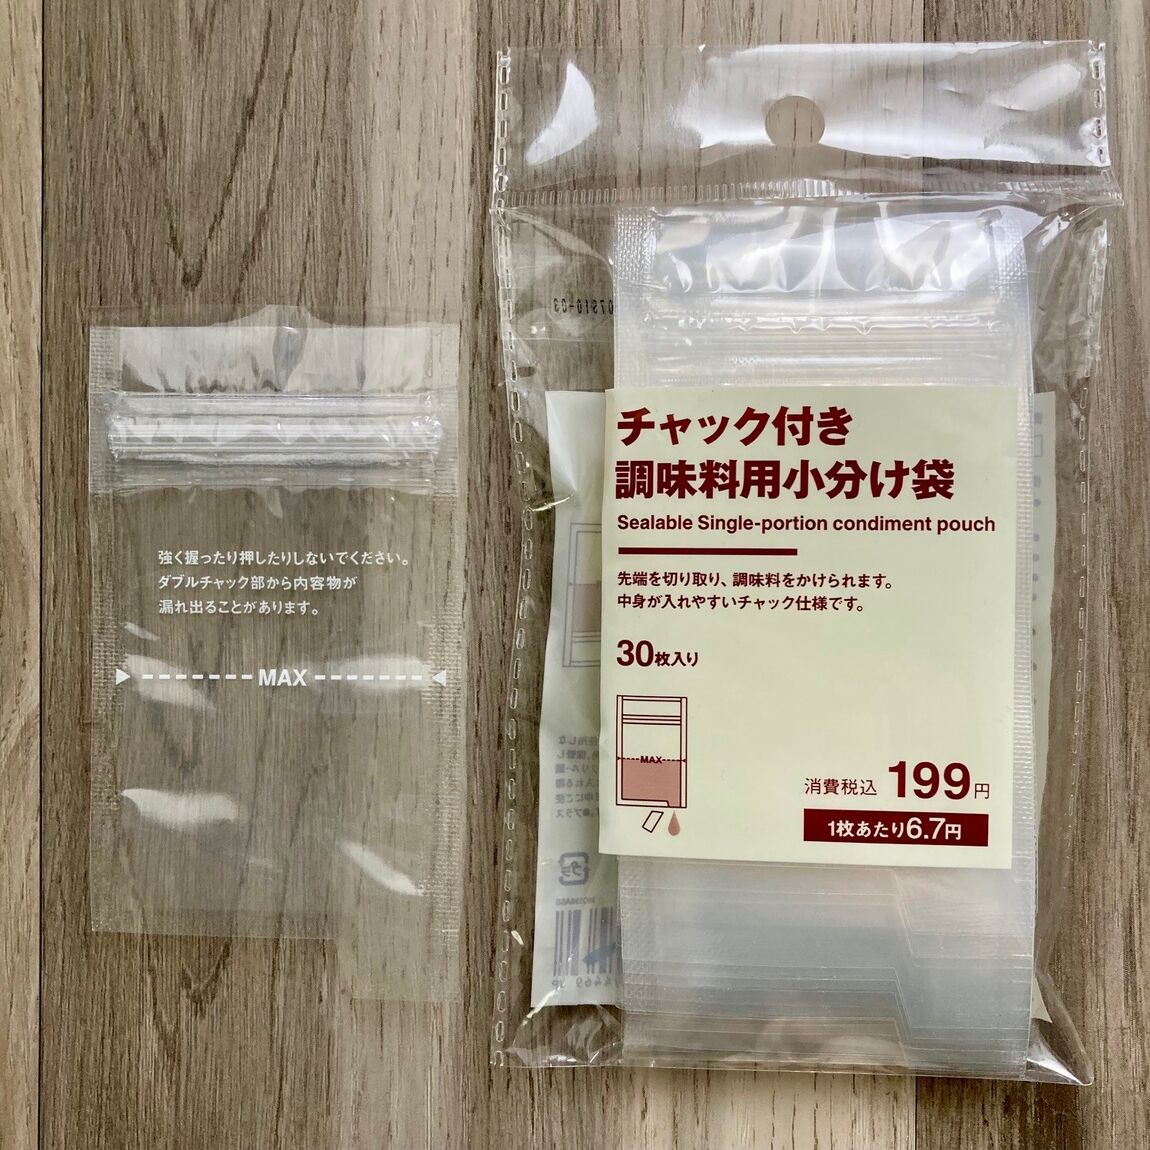 強く握ったり押したりしないでください。
ダブルチャック部から内容物が
漏れ出ることがあります。
MAX
チャック付き
調味料用小分け袋
Sealable Single-portion condiment pouch
先端を切り取り、調味料をかけられます。
中身が入れやすいチャック仕様です。
30枚入り
MAX
消費税込 199円
1枚あたり6.7円